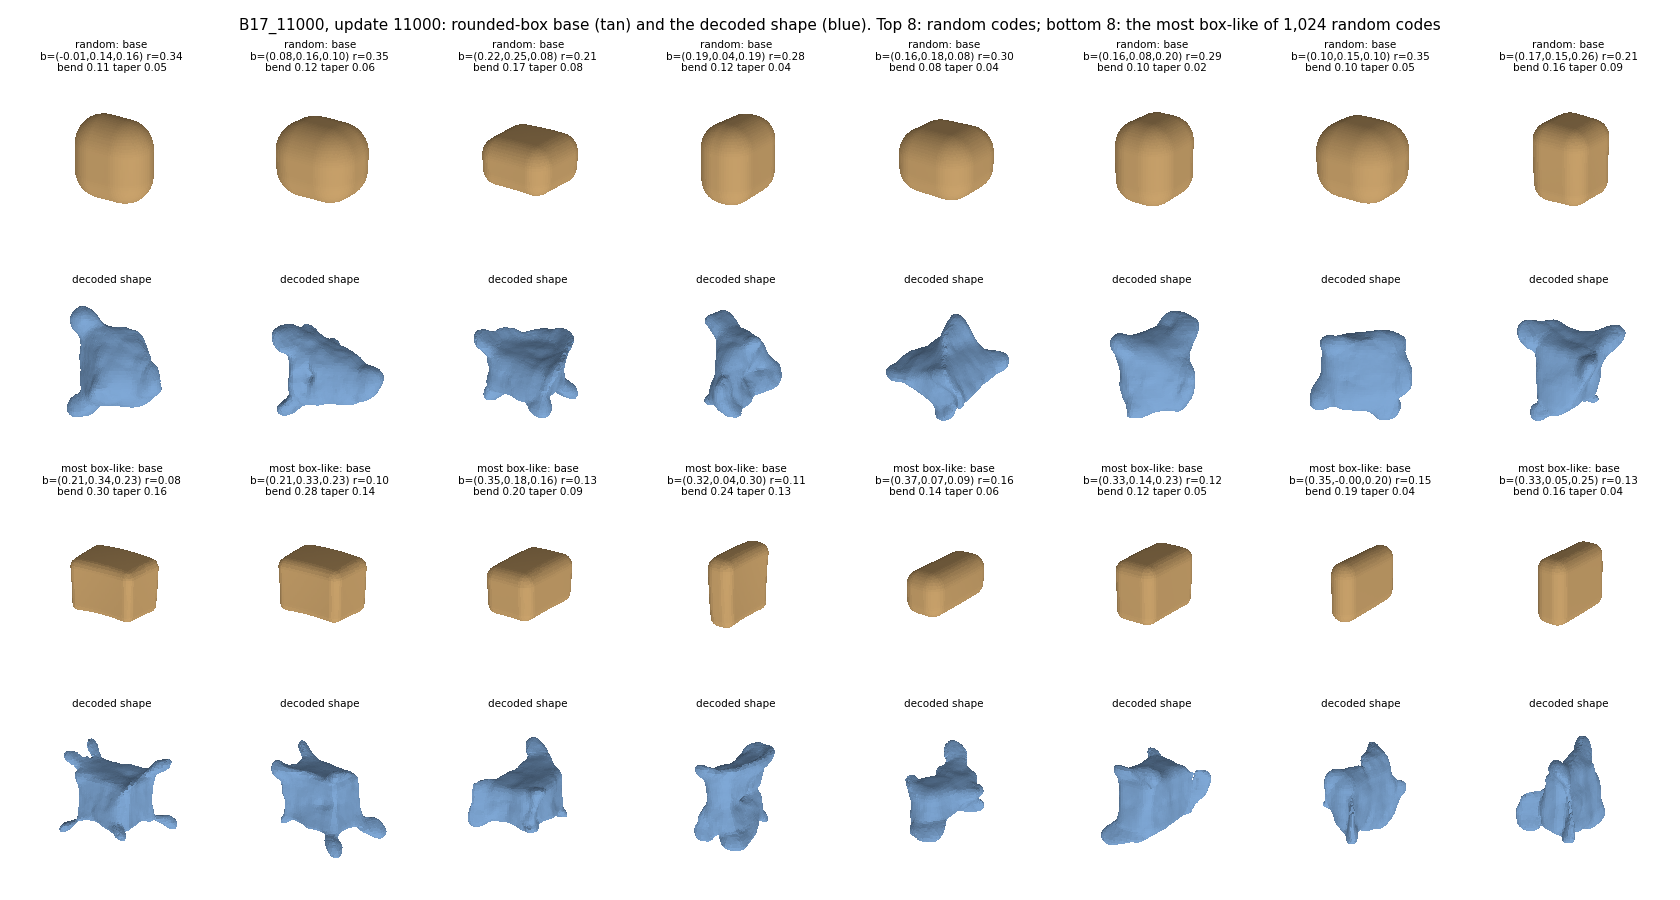 B17_11000, update 11000: rounded-box base (tan) and the decoded shape (blue). Top 8: random codes; bottom 8: the most box-like of 1,024 random codes
random: base
b=(-0.01,0.14,0.16) r=0.34
bend 0.11 taper 0.05
random: base
b=(0.08,0.16,0.10) r=0.35
bend 0.12 taper 0.06
random: base
b=(0.22,0.25,0.08) r=0.21
bend 0.17 taper 0.08
random: base
b=(0.19,0.04,0.19) r=0.28
bend 0.12 taper 0.04
random: base
b=(0.16,0.18,0.08) r=0.30
bend 0.08 taper 0.04
random: base
b=(0.16,0.08,0.20) r=0.29
bend 0.10 taper 0.02
random: base
b=(0.10,0.15,0.10) r=0.35
bend 0.10 taper 0.05
random: base
b=(0.17,0.15,0.26) r=0.21
bend 0.16 taper 0.09
decoded shape
decoded shape
decoded shape
decoded shape
decoded shape
decoded shape
decoded shape
decoded shape
most box-like: base
b=(0.21,0.34,0.23) r=0.08
bend 0.30 taper 0.16
most box-like: base
b=(0.21,0.33,0.23) r=0.10
bend 0.28 taper 0.14
most box-like: base
b=(0.35,0.18,0.16) r=0.13
bend 0.20 taper 0.09
most box-like: base
b=(0.32,0.04,0.30) r=0.11
bend 0.24 taper 0.13
most box-like: base
b=(0.37,0.07,0.09) r=0.16
bend 0.14 taper 0.06
most box-like: base
b=(0.33,0.14,0.23) r=0.12
bend 0.12 taper 0.05
most box-like: base
b=(0.35,-0.00,0.20) r=0.15
bend 0.19 taper 0.04
most box-like: base
b=(0.33,0.05,0.25) r=0.13
bend 0.16 taper 0.04
decoded shape
decoded shape
decoded shape
decoded shape
decoded shape
decoded shape
decoded shape
decoded shape